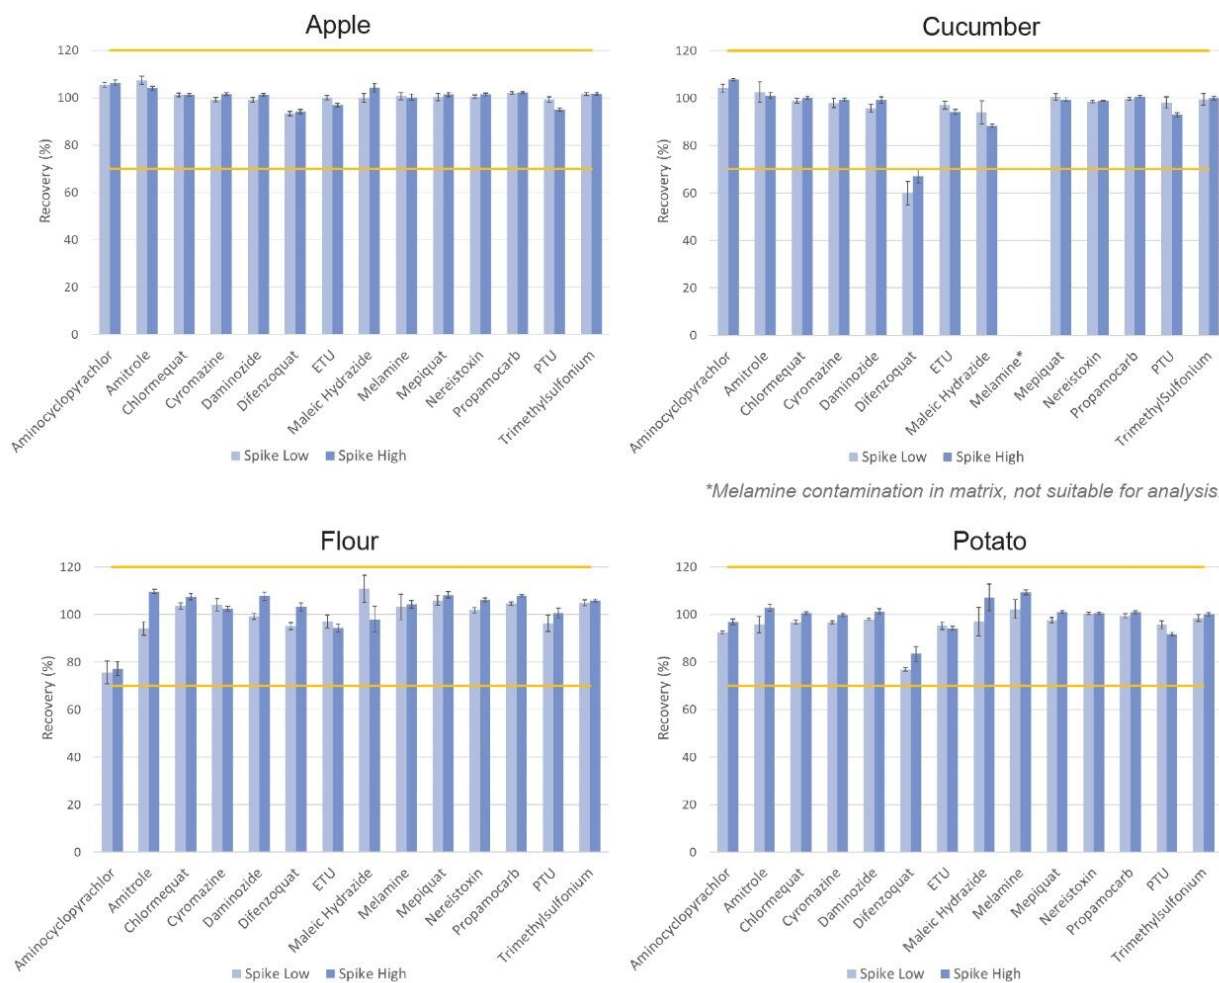 Apple
Recovery (%)
120
100
80
60
40
20
0
Aminocyclopyrachlor
Amitrole
Chlormequat
Cyromazine
Daminozide
Difenzoquat
ETU
Maleic Hydrazide
Melamine
Mepiquat
Nereistoxin
Propamocarb
PTU
Trimethylsulfonium
Spike Low Spike High
Cucumber
Recovery (%)
120
100
80
60
40
20
0
Aminocyclopyrachlor
Amitrole
Chlormequat
Cyromazine
Daminozide
Difenzoquat
ETU
Maleic Hydrazide
Melamine*
Mepiquat
Nereistoxin
Propamocarb
PTU
TrimethylSulfonium
Spike Low Spike High
*Melamine contamination in matrix, not suitable for analysis.
Flour
Recovery (%)
120
100
80
60
40
20
0
Aminocyclopyrachlor
Amitrole
Chlormequat
Cyromazine
Daminozide
Difenzoquat
ETU
Maleic Hydrazide
Melamine
Mepiquat
Nereistoxin
Propamocarb
PTU
Trimethylsulfonium
Spike Low Spike High
Potato
Recovery (%)
120
100
80
60
40
20
0
Aminocyclopyrachlor
Amitrole
Chlormequat
Cyromazine
Daminozide
Difenzoquat
ETU
Maleic Hydrazide
Melamine
Mepiquat
Nereistoxin
Propamocarb
PTU
Trimethylsulfonium
Spike Low Spike High